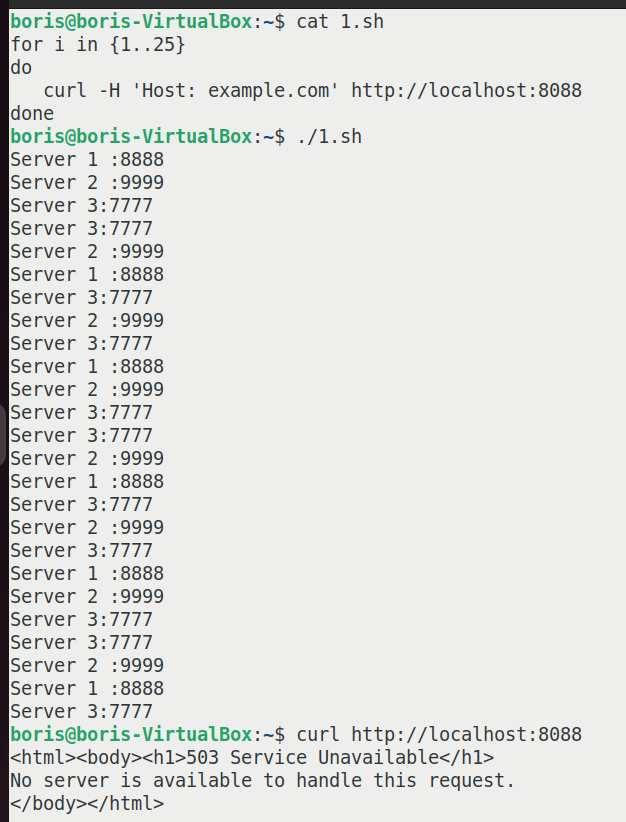 boris@boris-VirtualBox:~$ cat 1.sh
for i in {1..25}
do
   curl -H 'Host: example.com' http://localhost:8088
done
boris@boris-VirtualBox:~$ ./1.sh
Server 1 :8888
Server 2 :9999
Server 3:7777
Server 3:7777
Server 2 :9999
Server 1 :8888
Server 3:7777
Server 2 :9999
Server 3:7777
Server 1 :8888
Server 2 :9999
Server 3:7777
Server 3:7777
Server 2 :9999
Server 1 :8888
Server 3:7777
Server 2 :9999
Server 3:7777
Server 1 :8888
Server 2 :9999
Server 3:7777
Server 3:7777
Server 2 :9999
Server 1 :8888
Server 3:7777
boris@boris-VirtualBox:~$ curl http://localhost:8088
<html><body><h1>503 Service Unavailable</h1>
No server is available to handle this request.
</body></html>